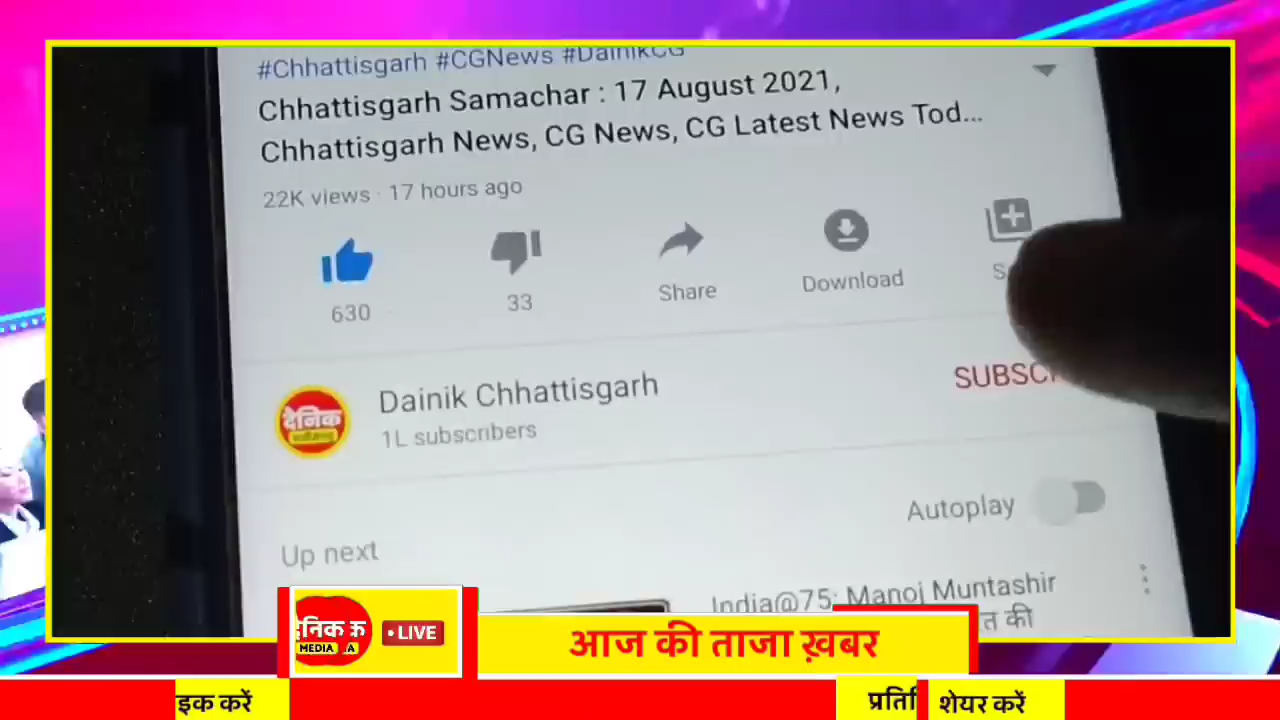 #Chhattisgarh #CGNews #DainikCG
Chhattisgarh Samachar : 17 August 2021,
Chhattisgarh News, CG News, CG Latest News Tod...
22K views · 17 hours ago
630
33
Share
Download
Dainik Chhattisgarh
1L subscribers
दैनिक
Autoplay
Up next
India@75: Manoj Muntashir
की
MEDIA
• LIVE
आज की ताजा ख़बर
शेयर करें